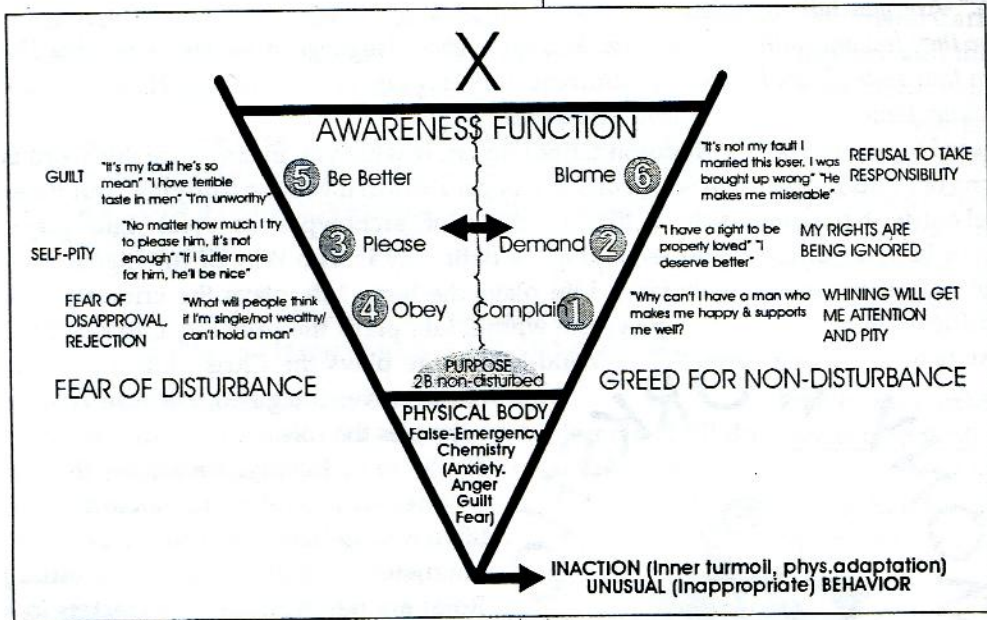 X
AWARENESS FUNCTION
GUILT
"It's my fault he's so
mean" "I have terrible
taste in men" "I'm unworthy"
5 Be Better
Blame 6
"It's not my fault I
married this loser, I was
brought up wrong" "He
makes me miserable"
REFUSAL TO TAKE
RESPONSIBILITY
SELF-PITY
"No matter how much I try
to please him, it's not
enough" "If I suffer more
for him, he'll be nice"
3 Please
Demand 2
"I have a right to be
properly loved" "I
deserve better"
MY RIGHTS ARE
BEING IGNORED
FEAR OF
DISAPPROVAL,
REJECTION
"What will people think
if I'm single/not wealthy/
can't hold a man"
4 Obey
Complain 1
"Why can't I have a man who
makes me happy & supports
me well?
WHINING WILL GET
ME ATTENTION
AND PITY
PURPOSE
2B non-disturbed
FEAR OF DISTURBANCE
GREED FOR NON-DISTURBANCE
PHYSICAL BODY
False-Emergency
Chemistry
(Anxiety.
Anger
Guilt
Fear)
INACTION (inner turmoil, phys.adaptation)
UNUSUAL (inappropriate) BEHAVIOR